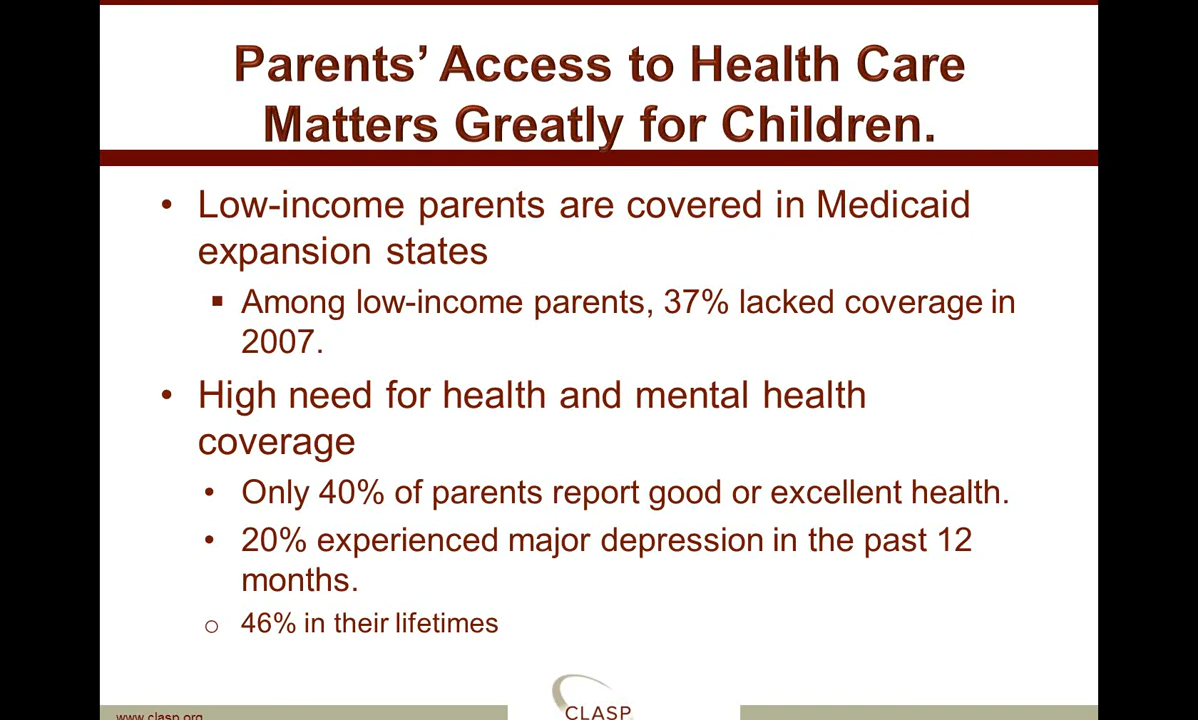 Parents’ Access to Health Care
Matters Greatly for Children.
• Low-income parents are covered in Medicaid
expansion states
▪ Among low-income parents, 37% lacked coverage in
2007.
• High need for health and mental health
coverage
• Only 40% of parents report good or excellent health.
• 20% experienced major depression in the past 12
months.
o 46% in their lifetimes
www.clasp.org
CLASP